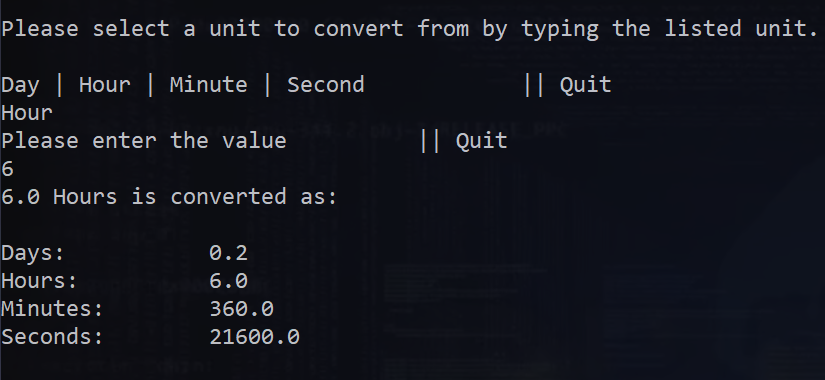 Please select a unit to convert from by typing the listed unit.
Day | Hour | Minute | Second || Quit
Hour
Please enter the value || Quit
6
6.0 Hours is converted as:
Days: 0.2
Hours: 6.0
Minutes: 360.0
Seconds: 21600.0